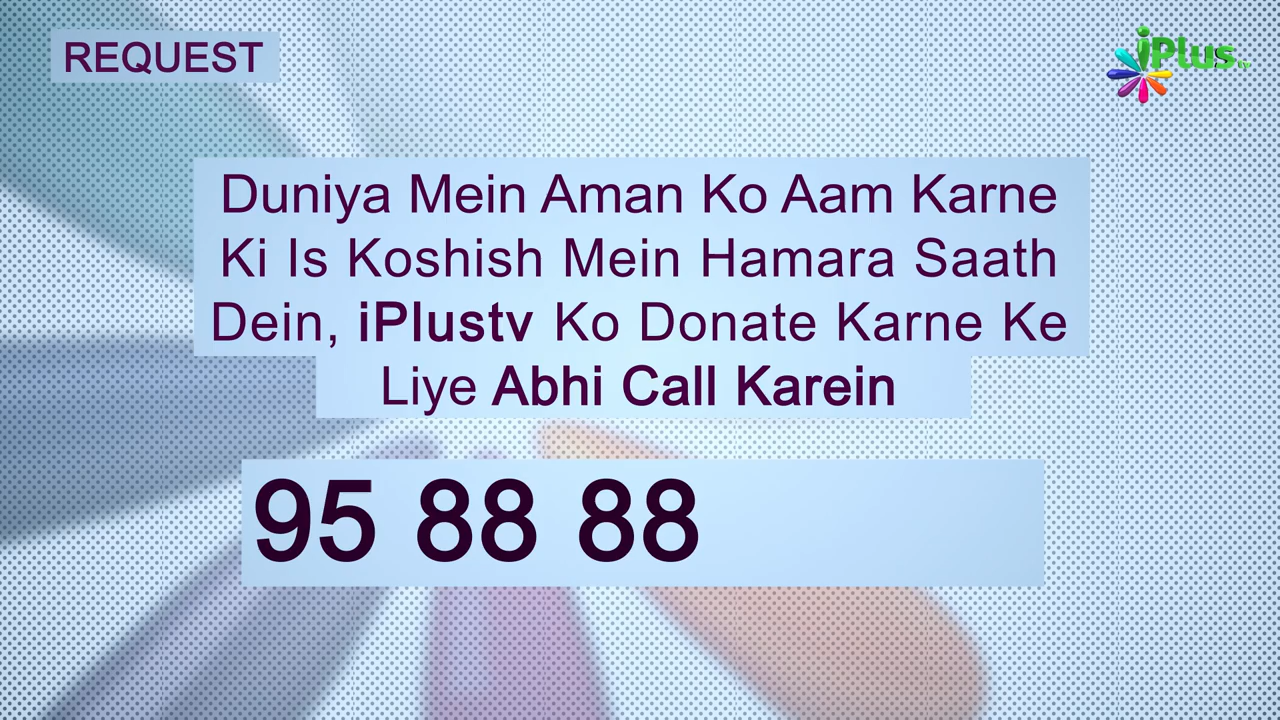 REQUEST
iPlus tv
Duniya Mein Aman Ko Aam Karne
Ki Is Koshish Mein Hamara Saath
Dein, iPlustv Ko Donate Karne Ke
Liye Abhi Call Karein
95 88 88